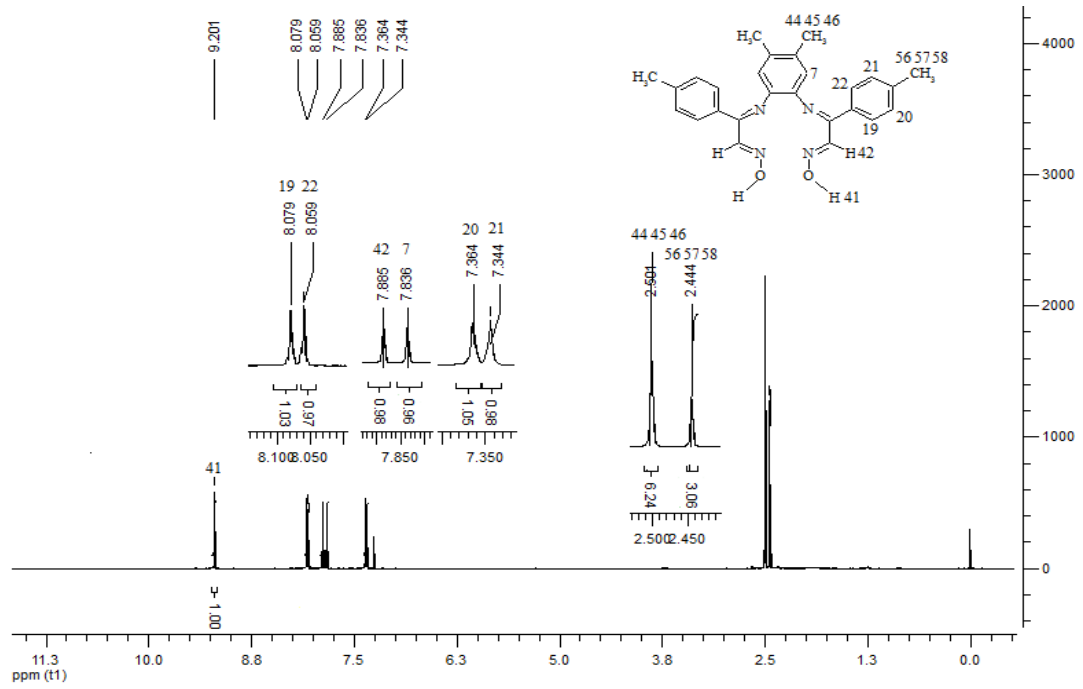 9.201
8.079
8.059
7.885
7.836
7.364
7.344
44 45 46
H₃C
CH₃
56 57 58
CH₃
H₃C
7
21
22
20
19
N
N
H
N
N
H 42
O
O
H
H 41
19 22
8.079
8.059
42 7
7.885
7.836
20 21
7.364
7.344
44 45 46
56 57 58
2.501
2.444
1.03
0.97
0.98
0.96
1.05
0.98
6.24
3.06
8.100
8.050
7.850
7.350
2.500
2.450
41
1.00
4000
3000
2000
1000
0
11.3 10.0 8.8 7.5 6.3 5.0 3.8 2.5 1.3 0.0
ppm (t1)